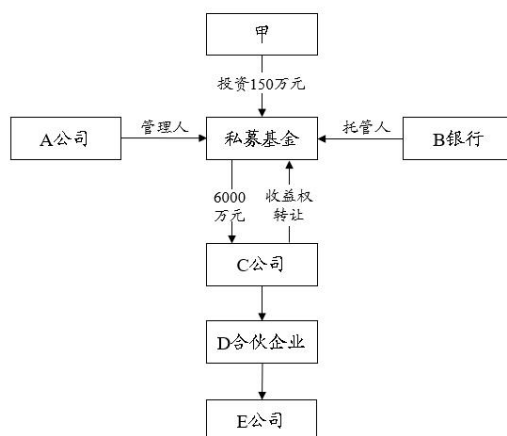 甲
投资150万元
A公司
管理人
私募基金
托管人
B银行
6000
万元
收益权
转让
C公司
D合伙企业
E公司